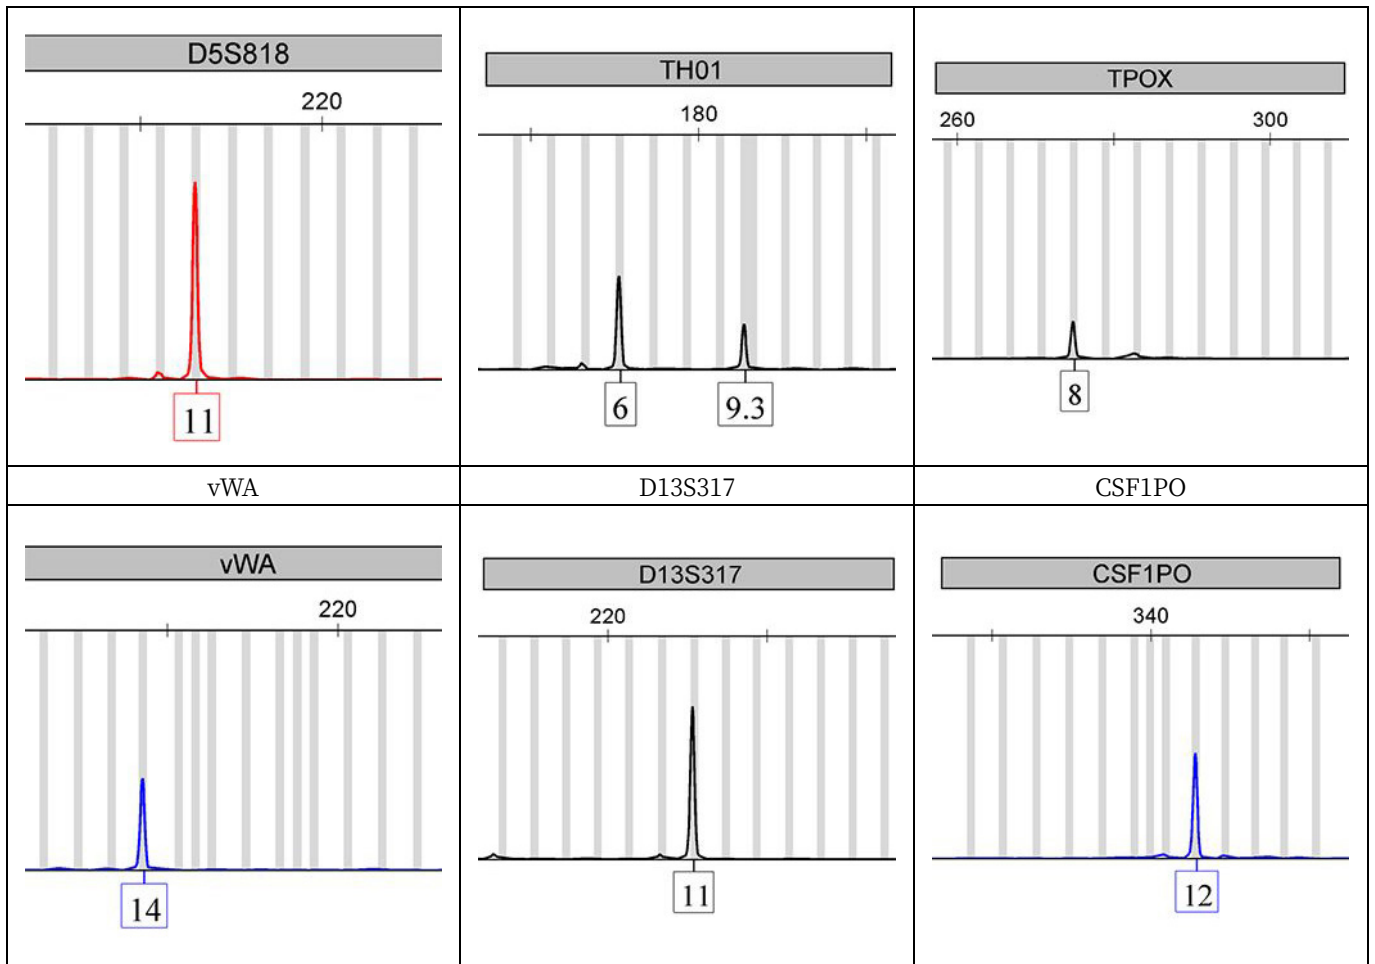 D5S818
220
11
TH01
180
6
9.3
TPOX
260
300
8
vWA
D13S317
CSF1PO
vWA
220
14
D13S317
220
11
CSF1PO
340
12